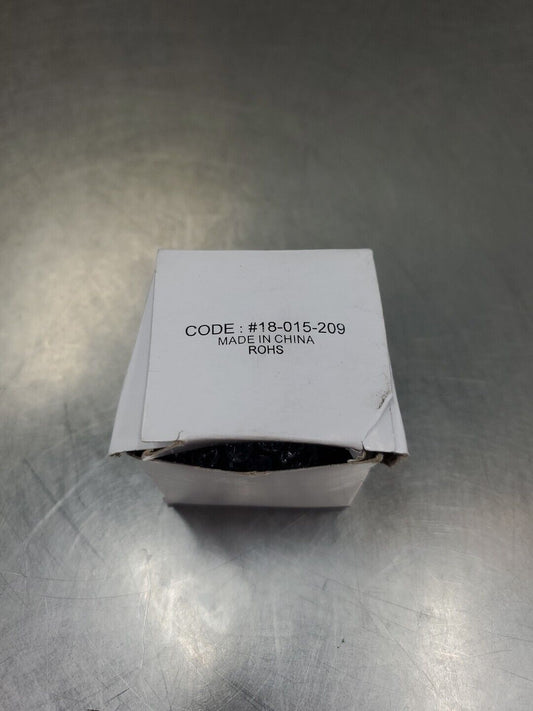 CODE : #18-015-209
MADE IN CHINA
ROHS